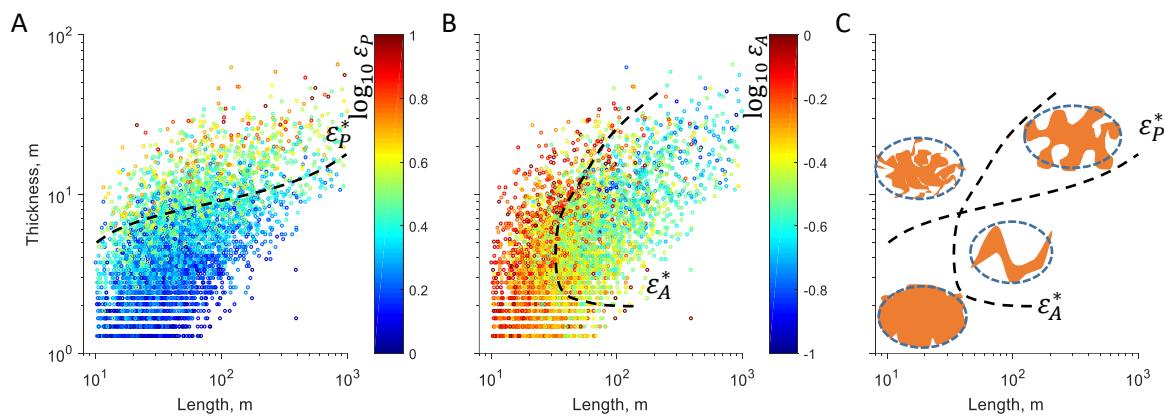 A
B
C
10²
10¹
10⁰
Thickness, m
10¹
10²
10³
Length, m
ε*P
1
0.8
0.6
0.4
0.2
0
log₁₀ εP
10¹
10²
10³
Length, m
ε*A
0
-0.2
-0.4
-0.6
-0.8
-1
log₁₀ εA
10¹
10²
10³
Length, m
ε*P
ε*A